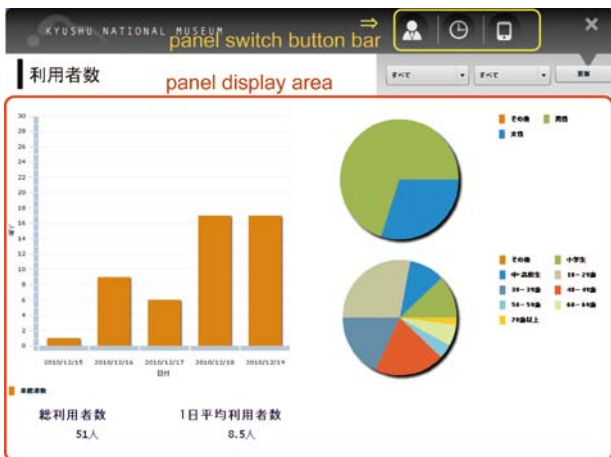 KYUSHU NATIONAL MUSEUM
⇒
panel switch button bar
利用者数
panel display area
すべて
すべて
更新
30
28
26
24
22
20
18
16
14
12
10
8
6
4
2
0
2010/12/15 2010/12/16 2010/12/17 2010/12/18 2010/12/19
日付
その他 男性
女性
その他 小学生
中・高校生 18-29歳
30-39歳 40-49歳
50-59歳 60-69歳
70歳以上
総利用者数 1日平均利用者数
51人 8.5人